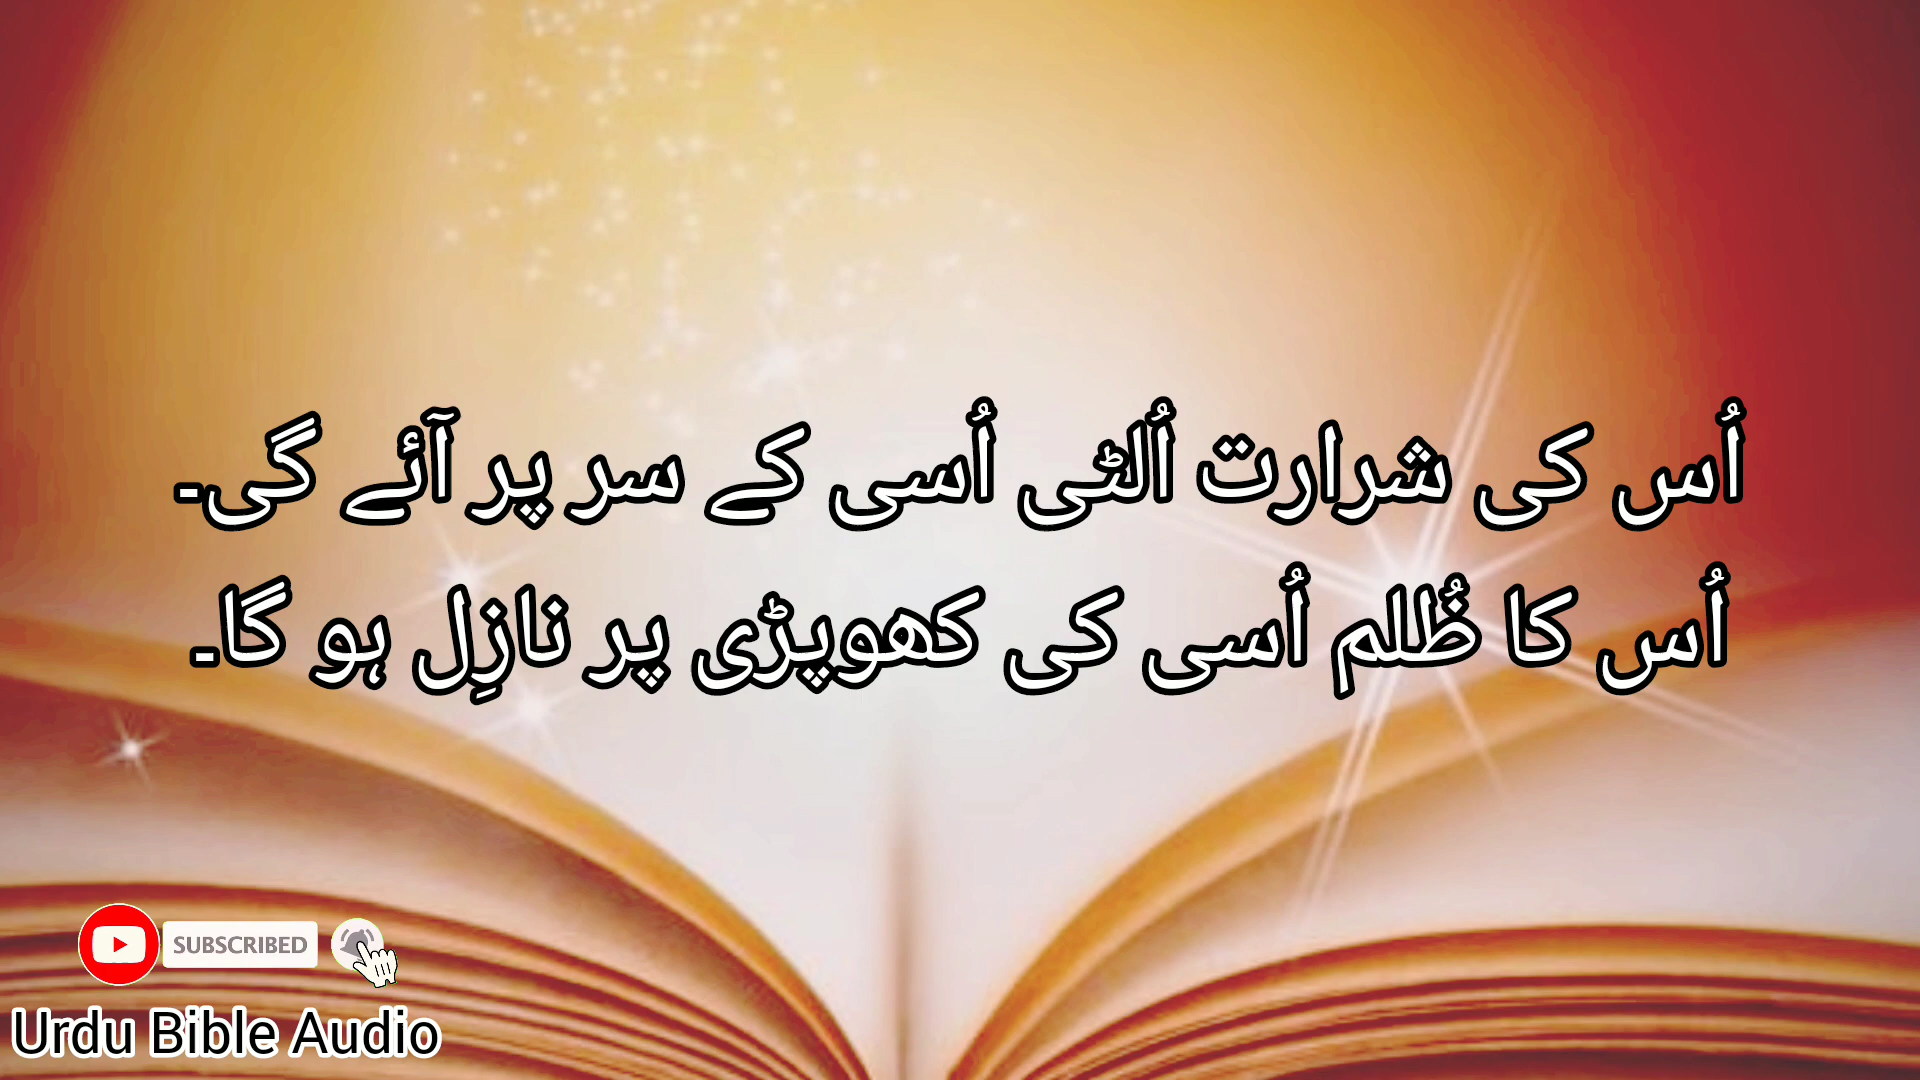 اُس کی شرارت اُلٹی اُسی کے سر پر آئے گی۔
اُس کا ظُلم اُسی کی کھوپڑی پر نازِل ہو گا۔
SUBSCRIBED
Urdu Bible Audio